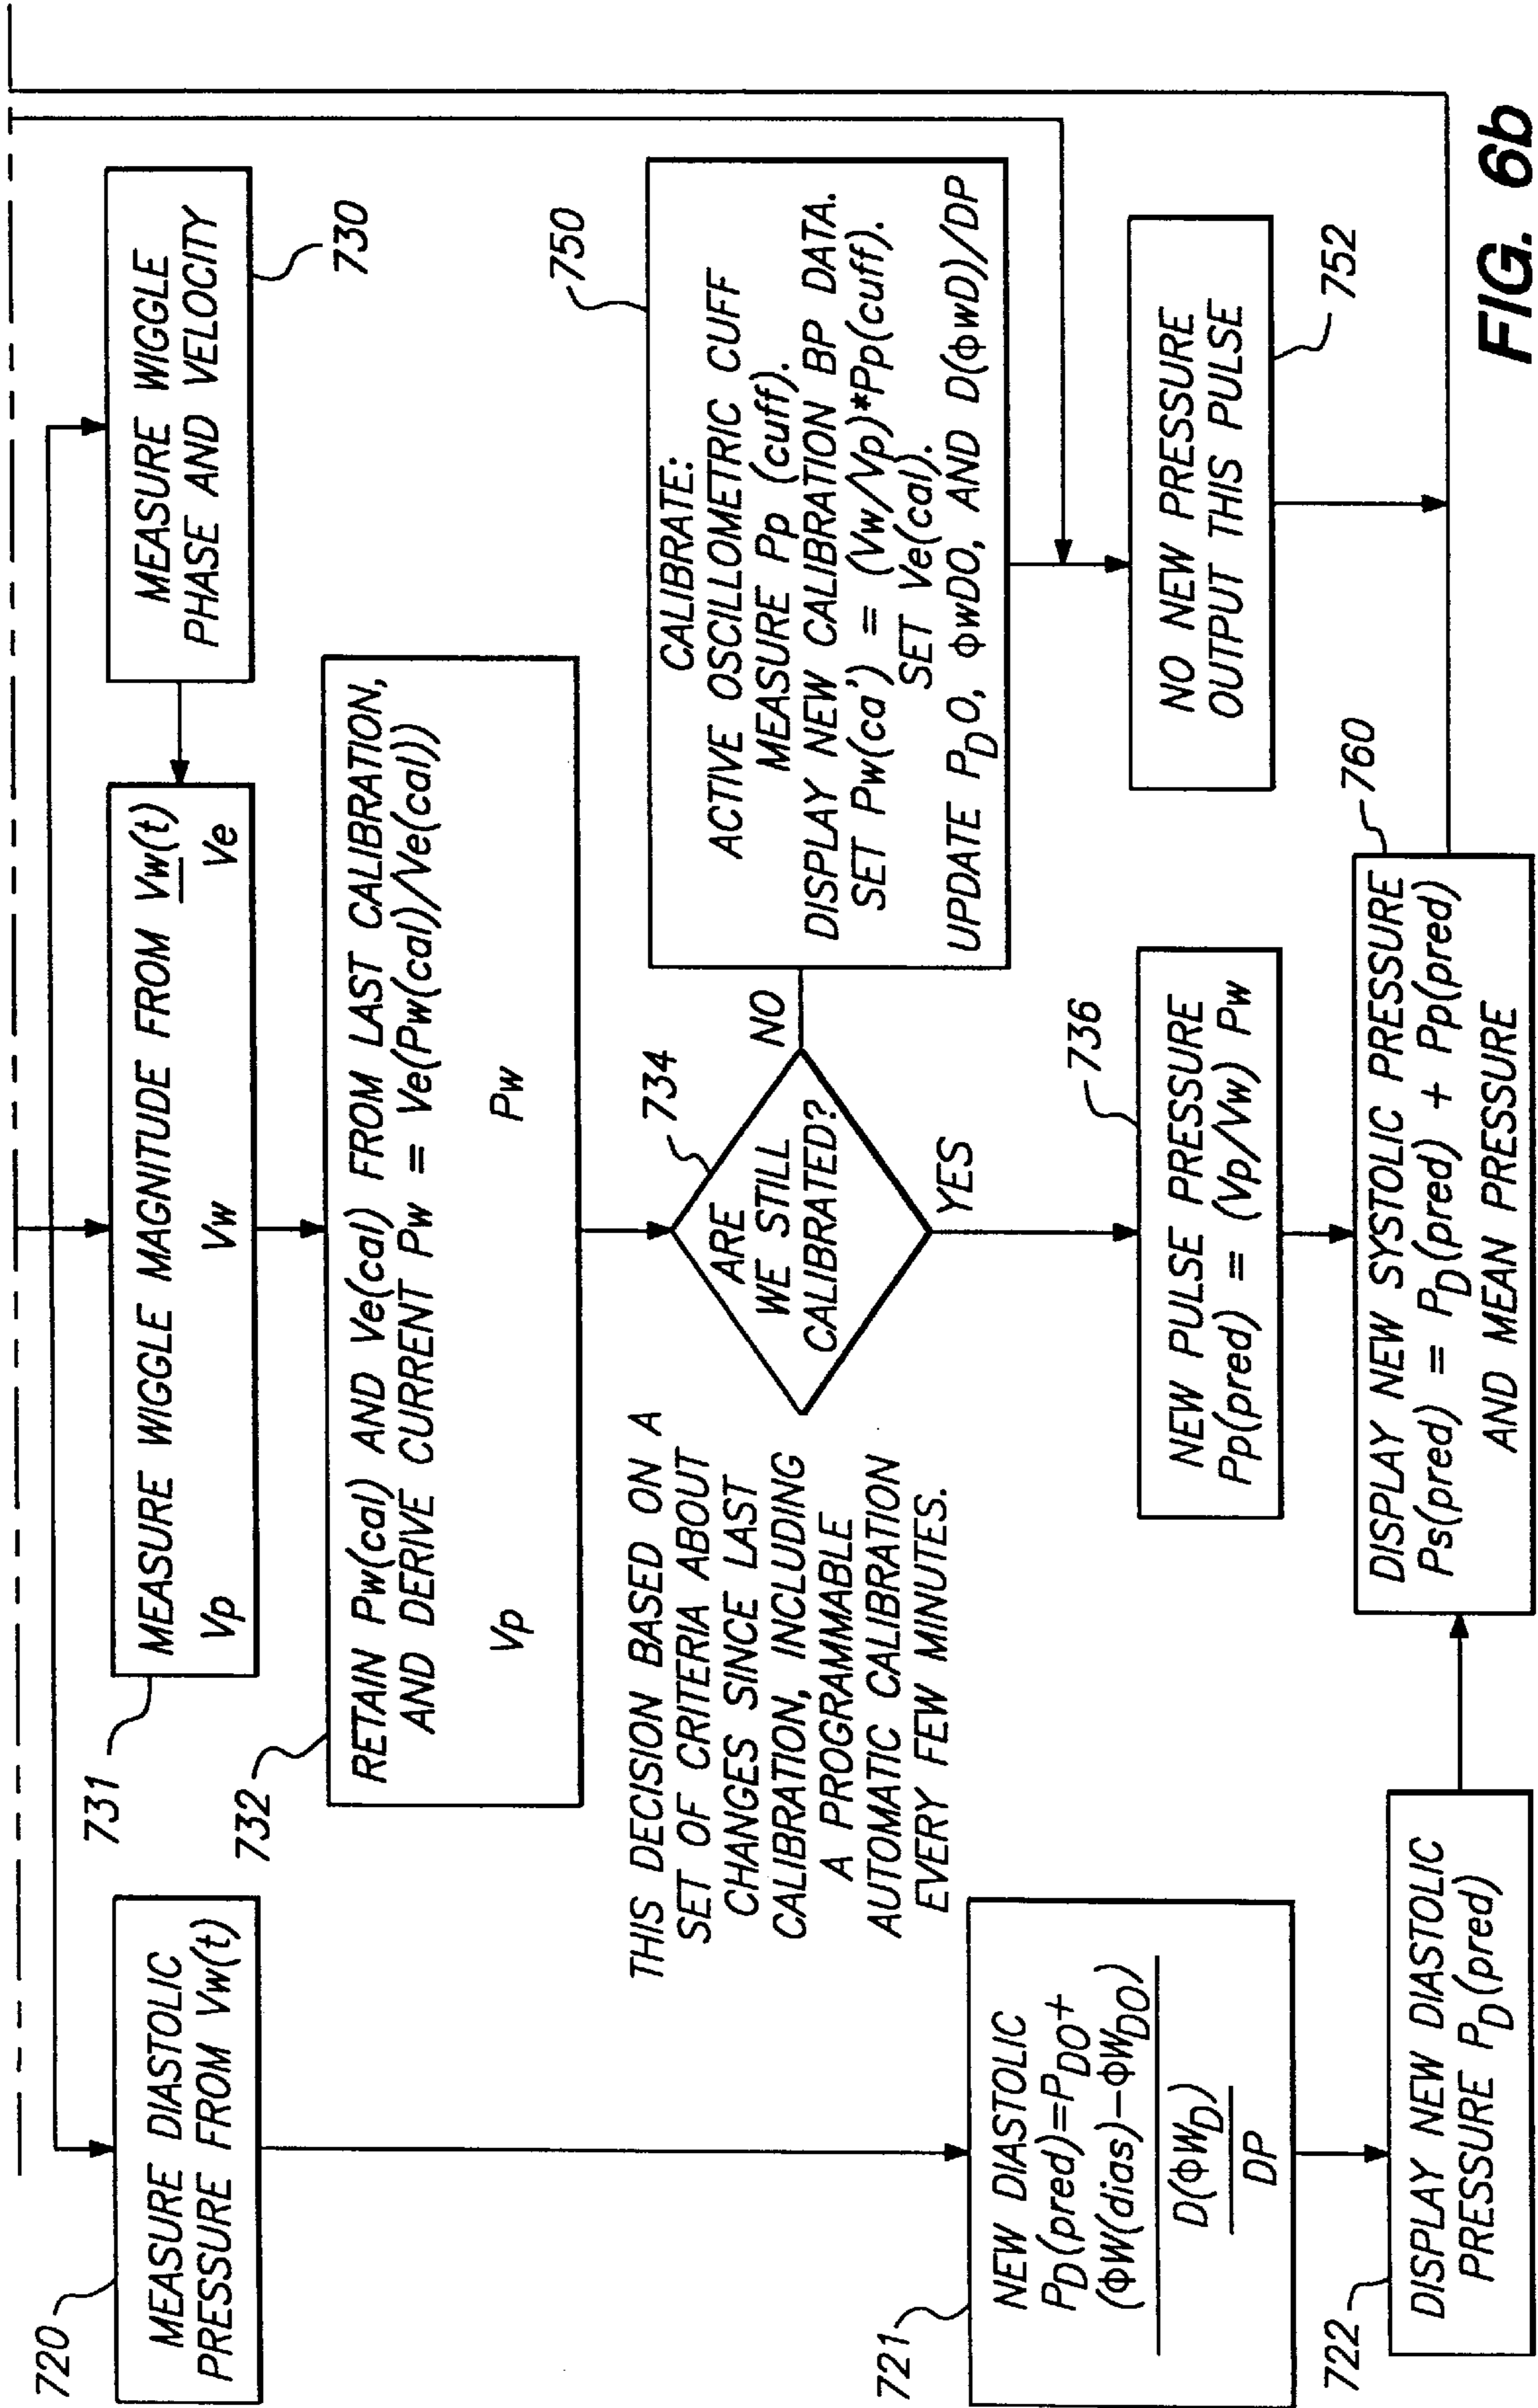 720
MEASURE DIASTOLIC
PRESSURE FROM Vw(t)
731
MEASURE WIGGLE MAGNITUDE FROM Vw(t)
Vp Vw Ve
MEASURE WIGGLE
PHASE AND VELOCITY
730
732
RETAIN Pw(cal) AND Ve(cal) FROM LAST CALIBRATION,
AND DERIVE CURRENT Pw = Ve(Pw(cal)/Ve(cal))
Vp Pw
THIS DECISION BASED ON A
SET OF CRITERIA ABOUT
CHANGES SINCE LAST
CALIBRATION, INCLUDING
A PROGRAMMABLE
AUTOMATIC CALIBRATION
EVERY FEW MINUTES.
734
ARE
WE STILL
CALIBRATED?
NO
YES
750
CALIBRATE:
ACTIVE OSCILLOMETRIC CUFF
MEASURE Pp (cuff).
DISPLAY NEW CALIBRATION BP DATA.
SET Pw(ca') = (Vw/Vp)*Pp(cuff).
SET Ve(cal).
UPDATE PDO, ϕwDO, AND D(ϕwD)/DP
721
NEW DIASTOLIC
PD(pred)=PDO+
(ϕW(dias)−ϕWDO)
D(ϕWD)
DP
736
NEW PULSE PRESSURE
Pp(pred) = (Vp/Vw) Pw
NO NEW PRESSURE
OUTPUT THIS PULSE
752
722
DISPLAY NEW DIASTOLIC
PRESSURE PD(pred)
760
DISPLAY NEW SYSTOLIC PRESSURE
Ps(pred) = PD(pred) + Pp(pred)
AND MEAN PRESSURE
FIG. 6b